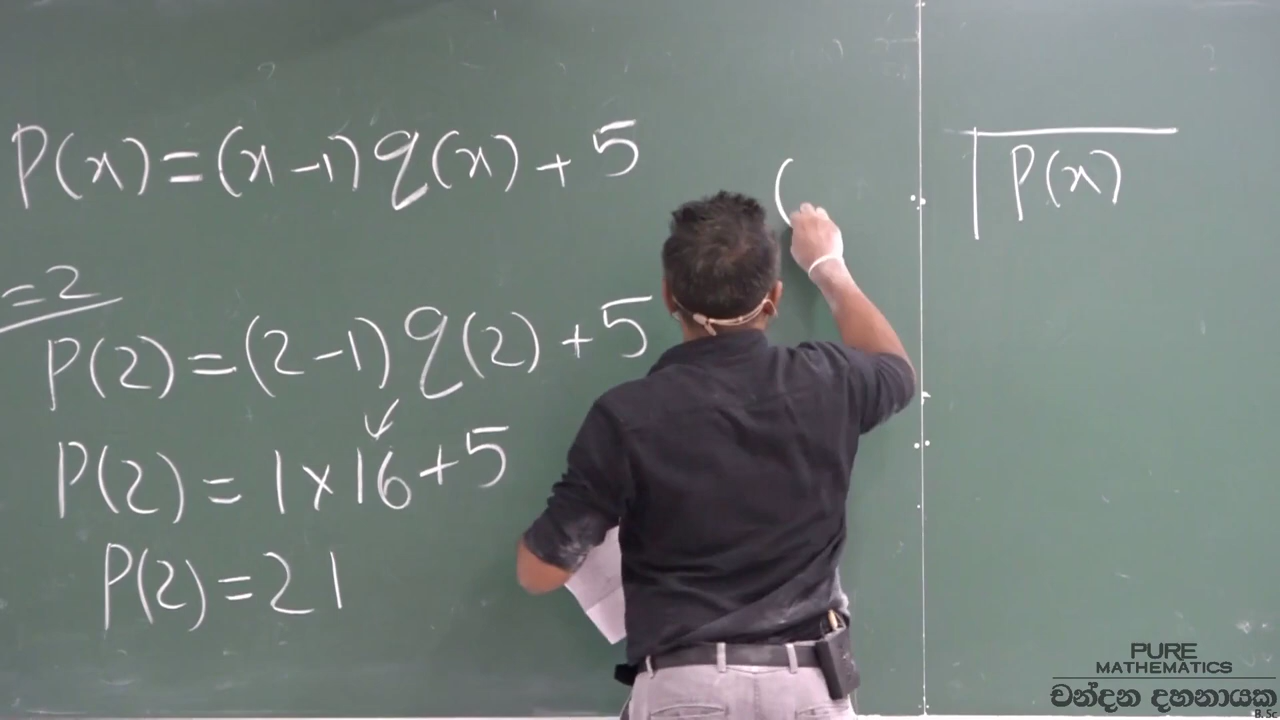 P(x) = (x-1) q(x) + 5
= 2
P(2) = (2-1) q(2) + 5
P(2) = 1 x 16 + 5
P(2) = 21
(
P(x)
PURE
MATHEMATICS
චන්දන දහනායක
B.Sc